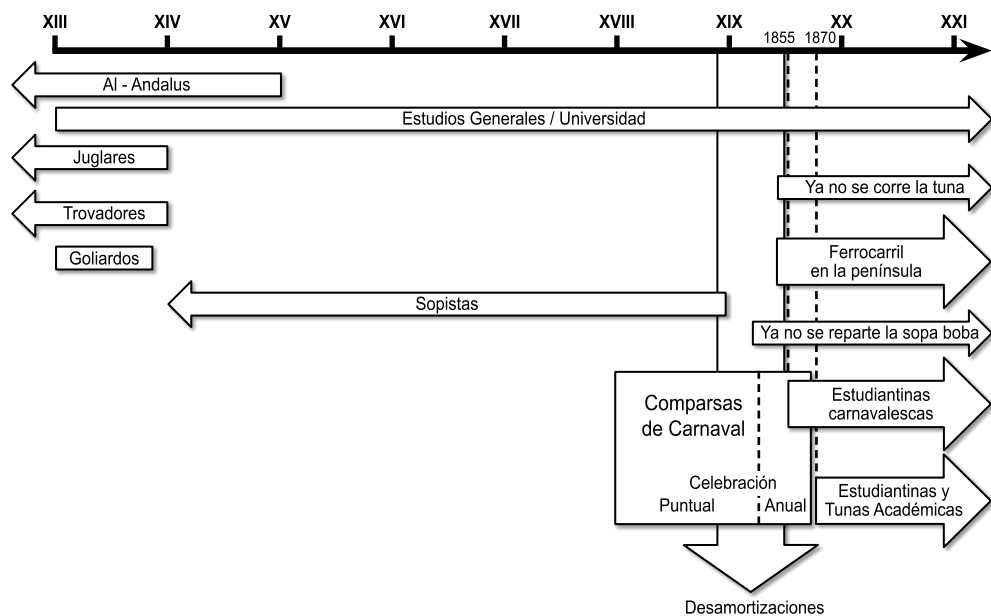 XIII XIV XV XVI XVII XVIII XIX XX XXI
1855 1870
Al - Andalus
Estudios Generales / Universidad
Juglares
Ya no se corre la tuna
Trovadores
Ferrocarril
en la península
Goliardos
Sopistas
Ya no se reparte la sopa boba
Comparsas
de Carnaval
Estudiantinas
carnavalescas
Celebración
Puntual Anual
Estudiantinas y
Tunas Académicas
Desamortizaciones